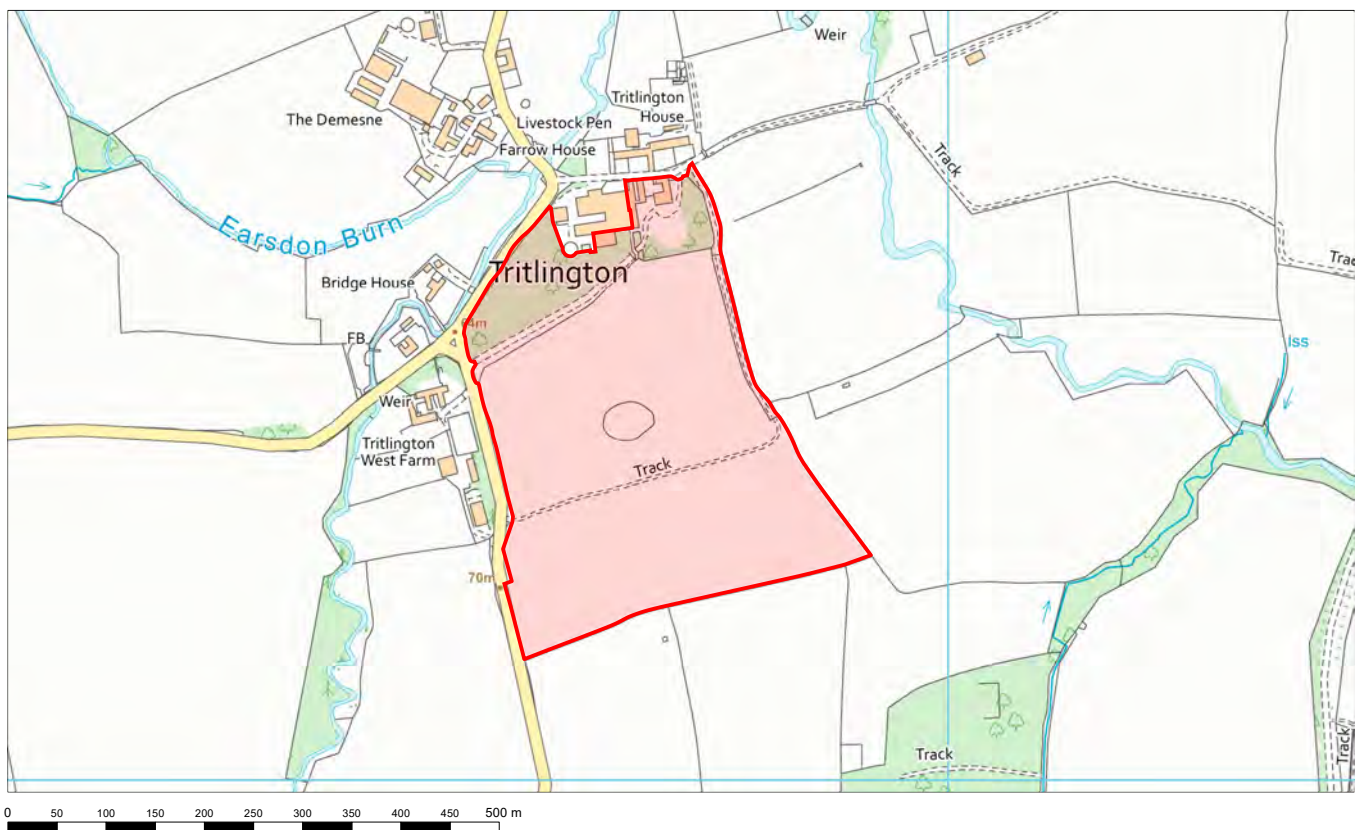 Weir
Tritlington
House
The Demesne
Livestock Pen
Farrow House
Track
Earsdon Burn
Tritlington
Bridge House
64m
FB
Iss
Weir
Tritlington
West Farm
Track
70m
Track
Track
0 50 100 150 200 250 300 350 400 450 500 m